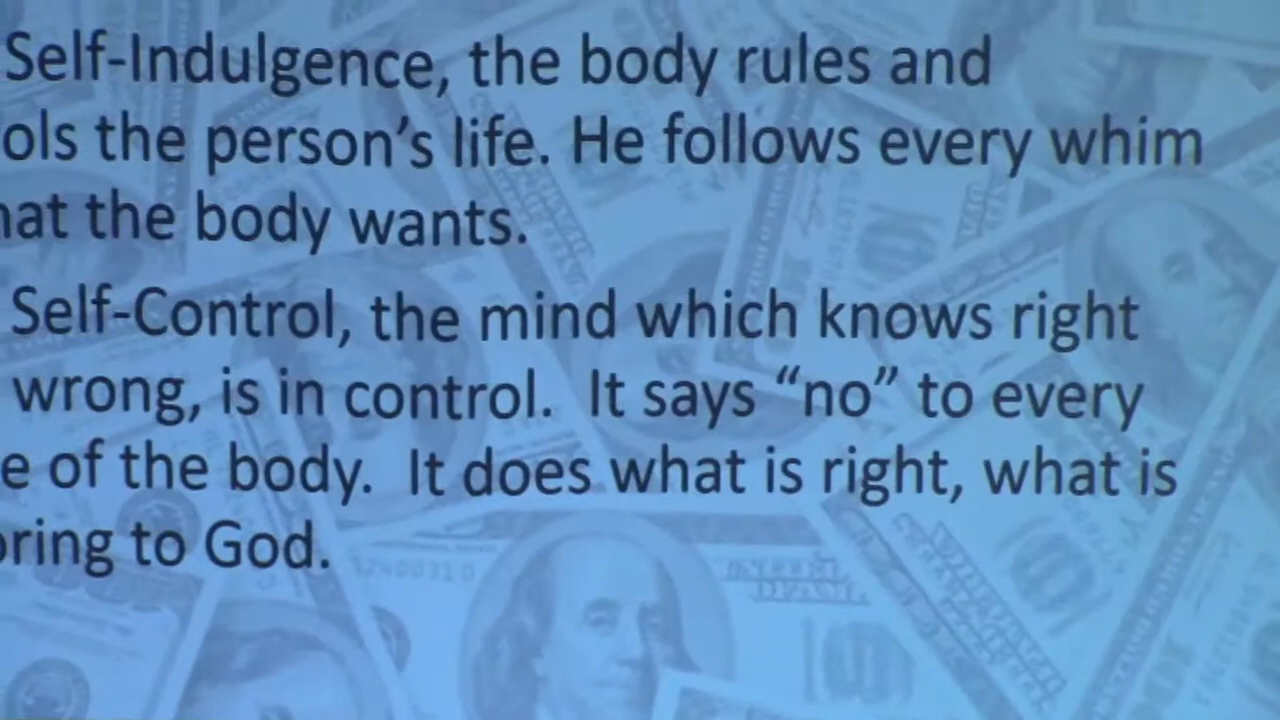 Self-Indulgence, the body rules and
ols the person's life. He follows every whim
hat the body wants.
Self-Control, the mind which knows right
wrong, is in control. It says “no” to every
e of the body. It does what is right, what is
oring to God.